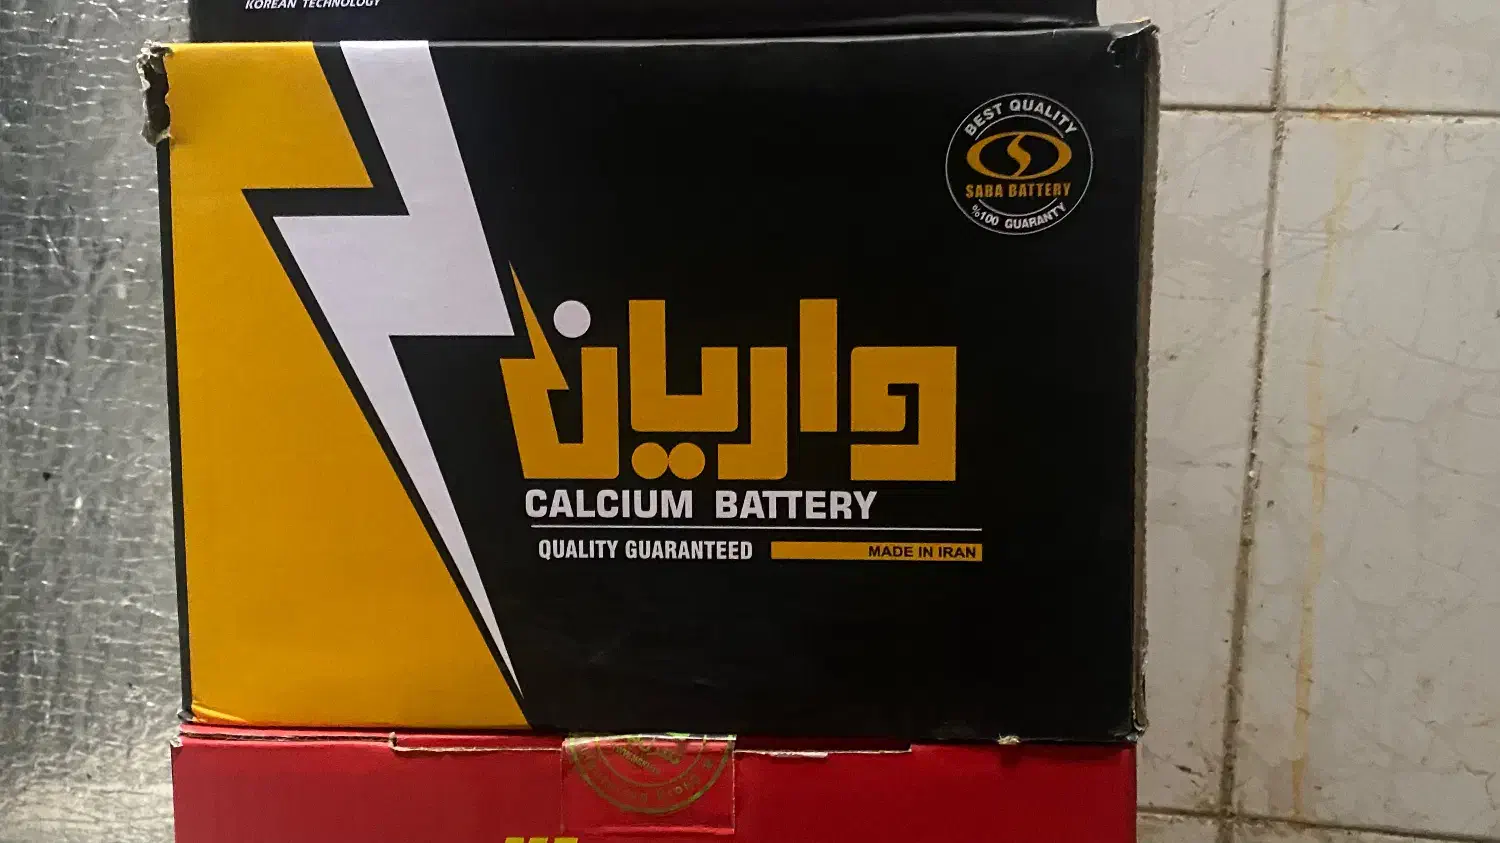 KOREAN TECHNOLOGY
BEST QUALITY
SABA BATTERY
%100 GUARANTY
واریان
CALCIUM BATTERY
QUALITY GUARANTEED
MADE IN IRAN